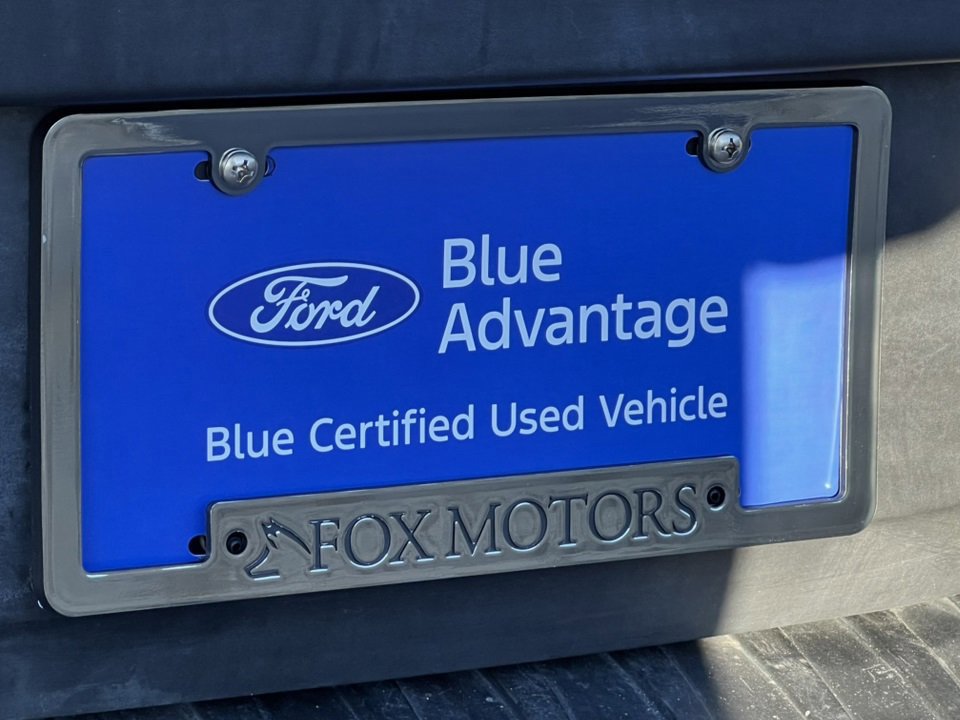 Ford
Blue
Advantage
Blue Certified Used Vehicle
FOX MOTORS